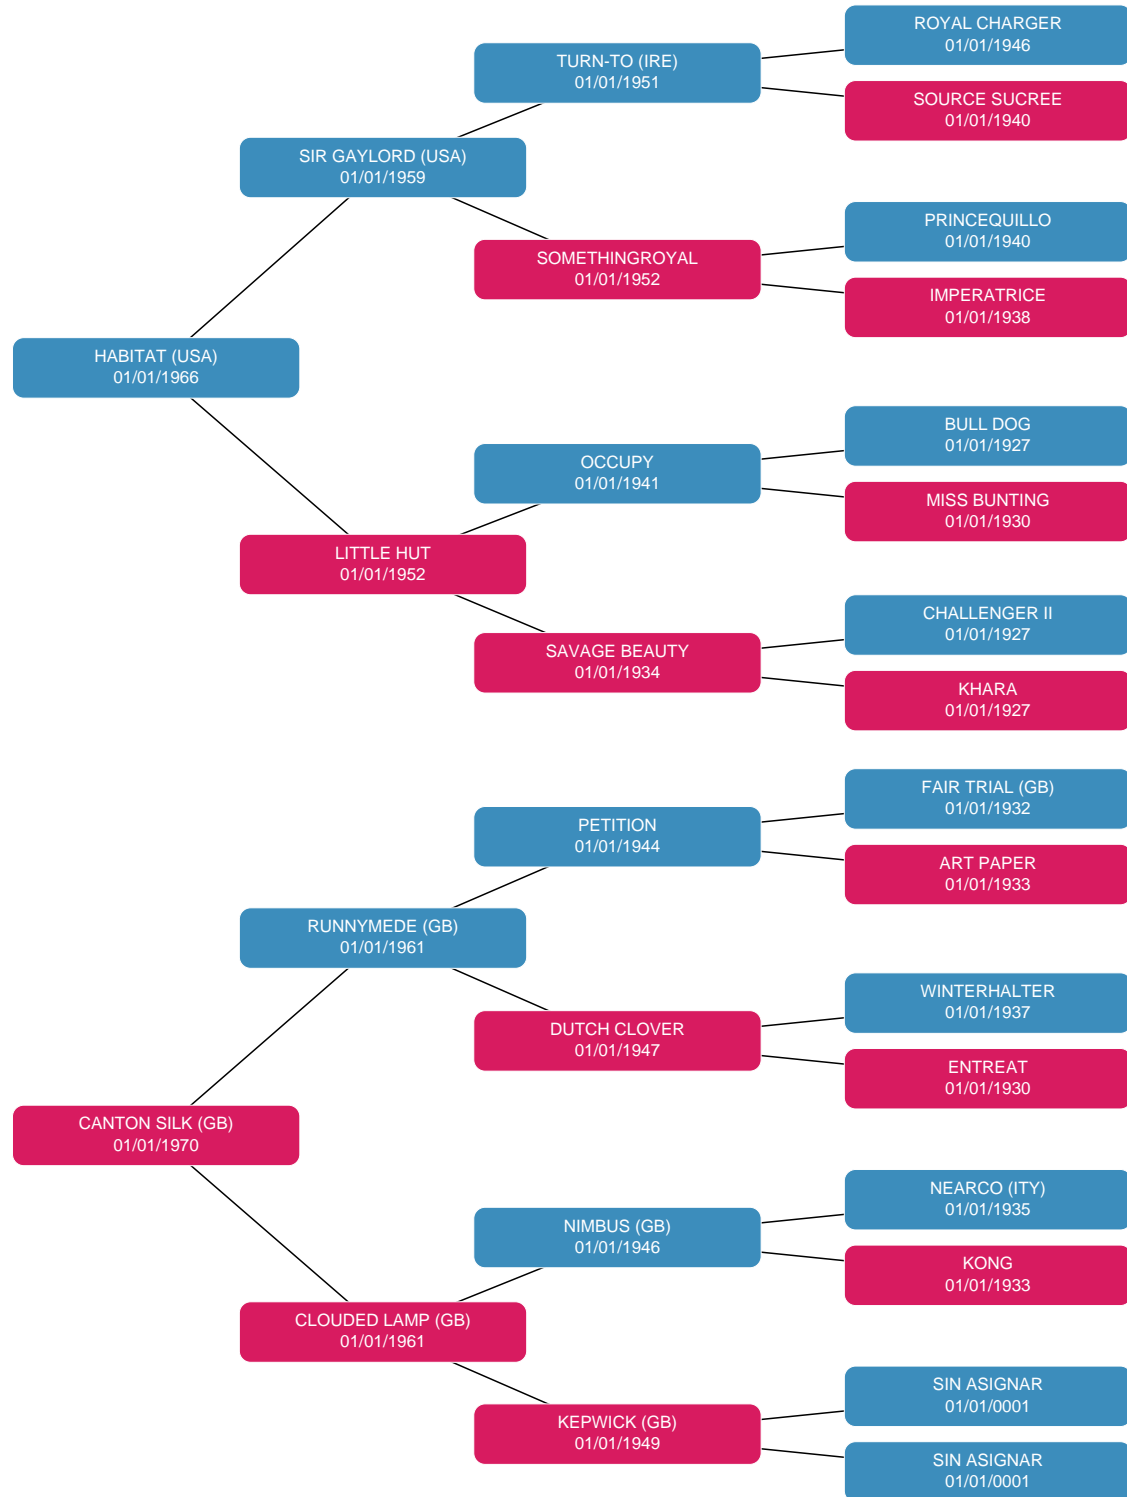 ROYAL CHARGER
01/01/1946
TURN-TO (IRE)
01/01/1951
SOURCE SUCREE
01/01/1940
SIR GAYLORD (USA)
01/01/1959
PRINCEQUILLO
01/01/1940
SOMETHINGROYAL
01/01/1952
IMPERATRICE
01/01/1938
HABITAT (USA)
01/01/1966
BULL DOG
01/01/1927
OCCUPY
01/01/1941
MISS BUNTING
01/01/1930
LITTLE HUT
01/01/1952
CHALLENGER II
01/01/1927
SAVAGE BEAUTY
01/01/1934
KHARA
01/01/1927
FAIR TRIAL (GB)
01/01/1932
PETITION
01/01/1944
ART PAPER
01/01/1933
RUNNYMEDE (GB)
01/01/1961
WINTERHALTER
01/01/1937
DUTCH CLOVER
01/01/1947
ENTREAT
01/01/1930
CANTON SILK (GB)
01/01/1970
NEARCO (ITY)
01/01/1935
NIMBUS (GB)
01/01/1946
KONG
01/01/1933
CLOUDED LAMP (GB)
01/01/1961
SIN ASIGNAR
01/01/0001
KEPWICK (GB)
01/01/1949
SIN ASIGNAR
01/01/0001